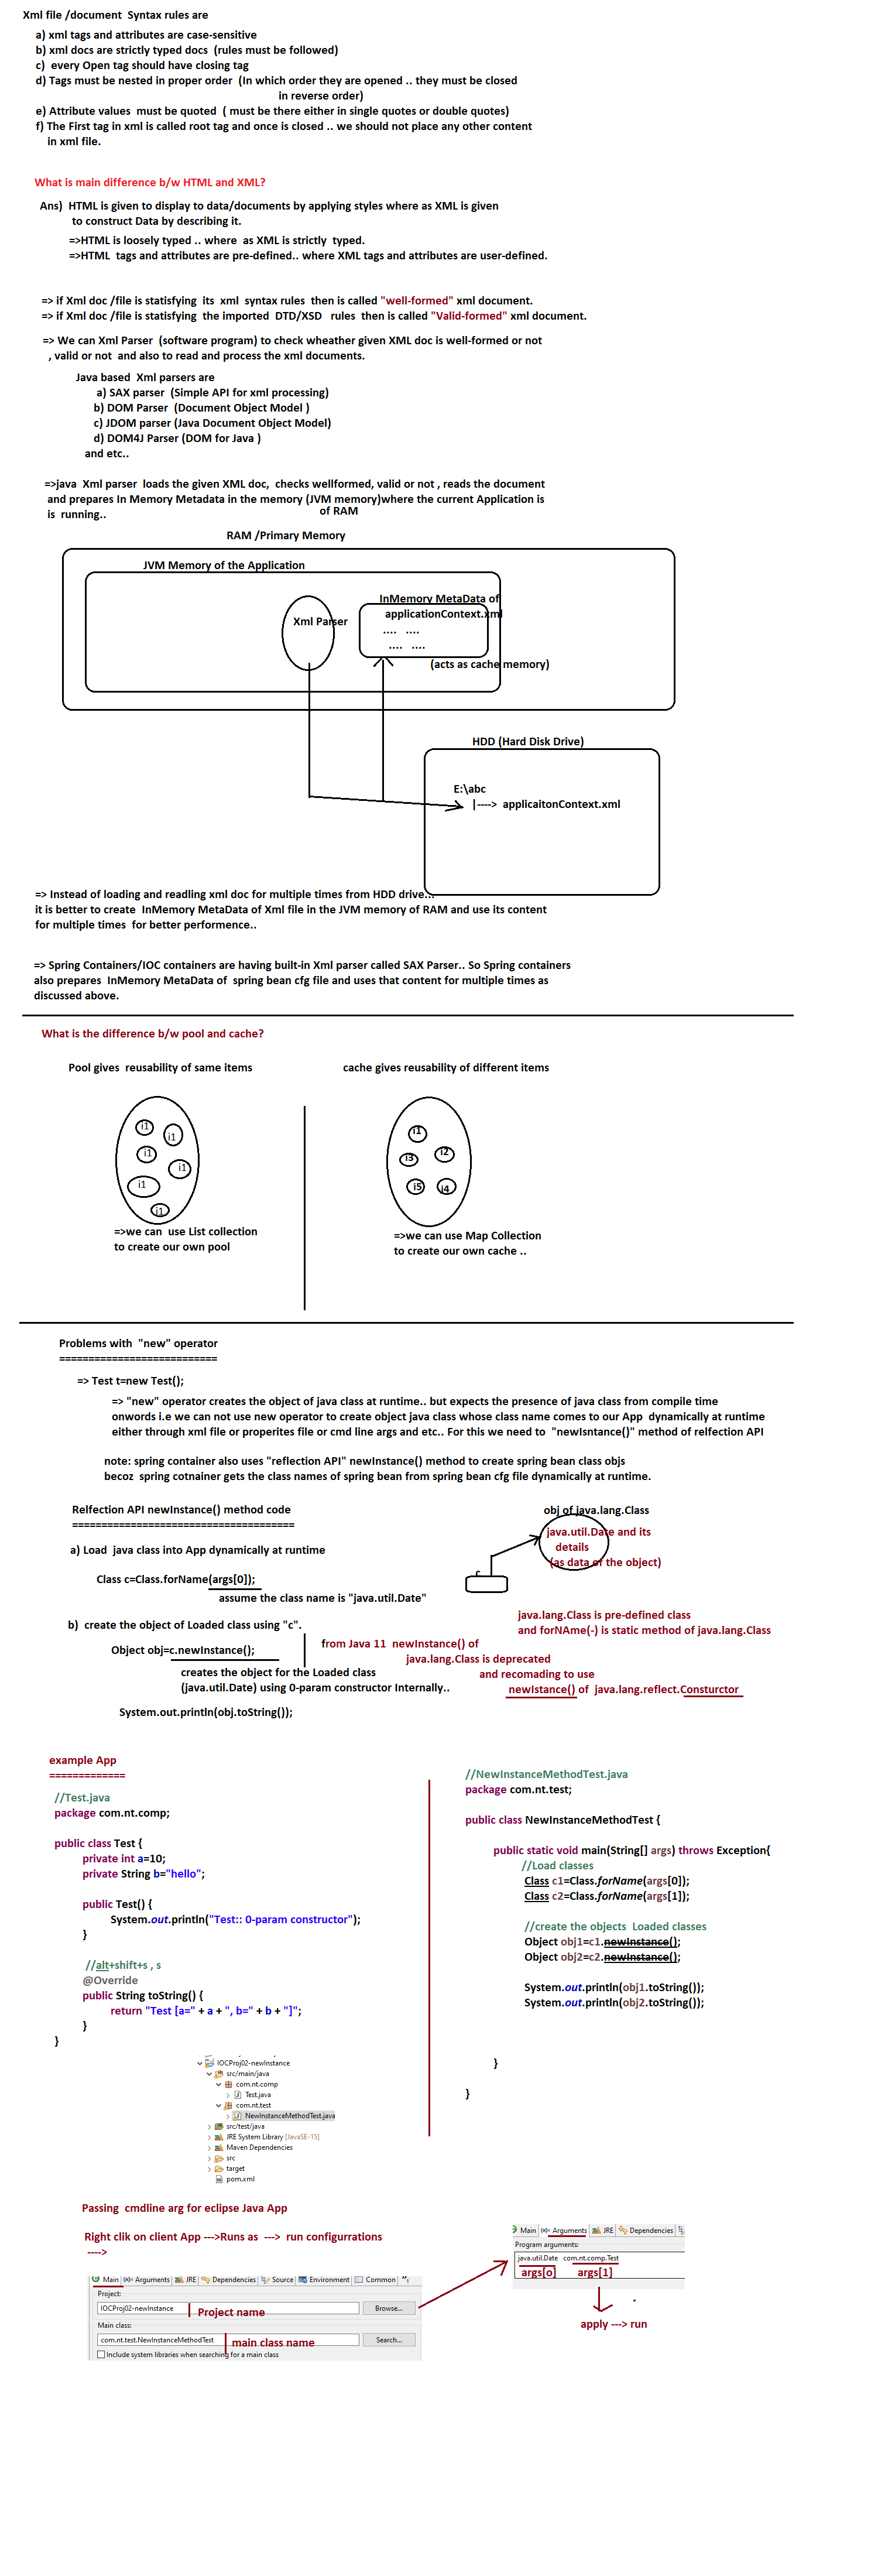 Xml file /document  Syntax rules are
a) xml tags and attributes are case-sensitive
b) xml docs are strictly typed docs  (rules must be followed)
c)  every Open tag should have closing tag
d) Tags must be nested in proper order  (In which order they are opened .. they must be closed
in reverse order)
e) Attribute values  must be quoted  ( must be there either in single quotes or double quotes)
f) The First tag in xml is called root tag and once is closed .. we should not place any other content
in xml file.
What is main difference b/w HTML and XML?
Ans)  HTML is given to display to data/documents by applying styles where as XML is given
to construct Data by describing it.
=>HTML is loosely typed .. where  as XML is strictly  typed.
=>HTML  tags and attributes are pre-defined.. where XML tags and attributes are user-defined.
=> if Xml doc /file is statisfying  its  xml  syntax rules  then is called "well-formed" xml document.
=> if Xml doc /file is statisfying  the imported  DTD/XSD   rules  then is called "Valid-formed" xml document.
=> We can Xml Parser  (software program) to check wheather given XML doc is well-formed or not
, valid or not  and also to read and process the xml documents.
Java based  Xml parsers are
a) SAX parser  (Simple API for xml processing)
b) DOM Parser  (Document Object Model )
c) JDOM parser (Java Document Object Model)
d) DOM4J Parser (DOM for Java )
and etc..
=>java  Xml parser  loads the given XML doc,  checks wellformed, valid or not , reads the document
and prepares In Memory Metadata in the memory (JVM memory)where the current Application is
is  running..
of RAM
RAM /Primary Memory
JVM Memory of the Application
InMemory MetaData of
applicationContext.xml
Xml Parser
....   ....
....   ....
(acts as cache memory)
HDD (Hard Disk Drive)
E:\abc
|----> applicaitonContext.xml
=> Instead of loading and readling xml doc for multiple times from HDD drive...
it is better to create  InMemory MetaData of Xml file in the JVM memory of RAM and use its content
for multiple times  for better performence..
=> Spring Containers/IOC containers are having built-in Xml parser called SAX Parser.. So Spring containers
also prepares  InMemory MetaData of  spring bean cfg file and uses that content for multiple times as
discussed above.
What is the difference b/w pool and cache?
Pool gives  reusability of same items
i1
i1
i1
i1
i1
i1
=>we can  use List collection
to create our own pool
cache gives reusability of different items
i1
i3
i2
i5
i4
=>we can use Map Collection
to create our own cache ..
Problems with  "new" operator
===========================
=> Test t=new Test();
=> "new" operator creates the object of java class at runtime.. but expects the presence of java class from compile time
onwords i.e we can not use new operator to create object java class whose class name comes to our App  dynamically at runtime
either through xml file or properites file or cmd line args and etc.. For this we need to  "newIsntance()" method of relfection API
note: spring container also uses "reflection API" newInstance() method to create spring bean class objs
becoz  spring cotnainer gets the class names of spring bean from spring bean cfg file dynamically at runtime.
Relfection API newInstance() method code
======================================
a) Load  java class into App dynamically at runtime
Class c=Class.forName(args[0]);
assume the class name is "java.util.Date"
obj of java.lang.Class
java.util.Date and its
details
(as data of the object)
c
java.lang.Class is pre-defined class
and forNAme(-) is static method of java.lang.Class
b)  create the object of Loaded class using "c".
Object obj=c.newInstance();
creates the object for the Loaded class
(java.util.Date) using 0-param constructor Internally..
from Java 11  newInstance() of
java.lang.Class is deprecated
and recomading to use
newIstance() of  java.lang.reflect.Consturctor
System.out.println(obj.toString());
example App
=============
//Test.java
package com.nt.comp;
public class Test {
private int a=10;
private String b="hello";
public Test() {
System.out.println("Test:: 0-param constructor");
}
//alt+shift+s , s
@Override
public String toString() {
return "Test [a=" + a + ", b=" + b + "]";
}
}
//NewInstanceMethodTest.java
package com.nt.test;
public class NewInstanceMethodTest {
public static void main(String[] args) throws Exception{
//Load classes
Class c1=Class.forName(args[0]);
Class c2=Class.forName(args[1]);
//create the objects  Loaded classes
Object obj1=c1.newInstance();
Object obj2=c2.newInstance();
System.out.println(obj1.toString());
System.out.println(obj2.toString());
}
}
IOCProj02-newInstance
src/main/java
com.nt.comp
Test.java
com.nt.test
NewInstanceMethodTest.java
src/test/java
JRE System Library [JavaSE-15]
Maven Dependencies
src
target
pom.xml
Passing  cmdline arg for eclipse Java App
Right clik on client App --->Runs as  ---> run configurrations
---->
Main (x)= Arguments JRE Dependencies Source Environment Common
Project:
IOCProj02-newInstance Project name Browse...
Main class:
com.nt.test.NewInstanceMethodTest main class name Search...
Include system libraries when searching for a main class
Main (x)= Arguments JRE Dependencies
Program arguments:
java.util.Date com.nt.comp.Test
args[o] args[1]
apply ---> run